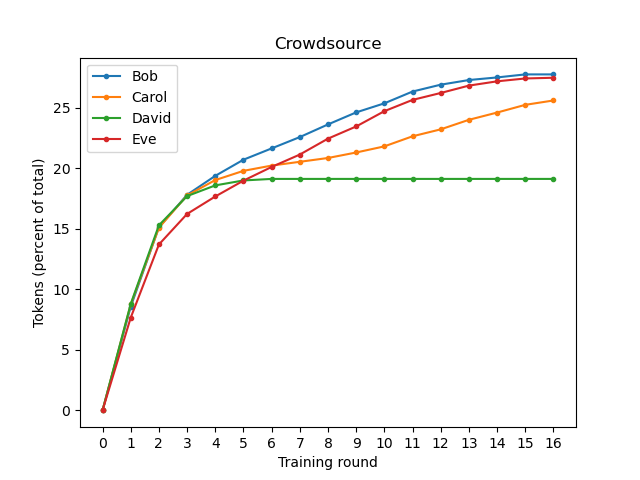 Crowdsource
Bob
Carol
David
Eve
Tokens (percent of total)
25
20
15
10
5
0
0 1 2 3 4 5 6 7 8 9 10 11 12 13 14 15 16
Training round